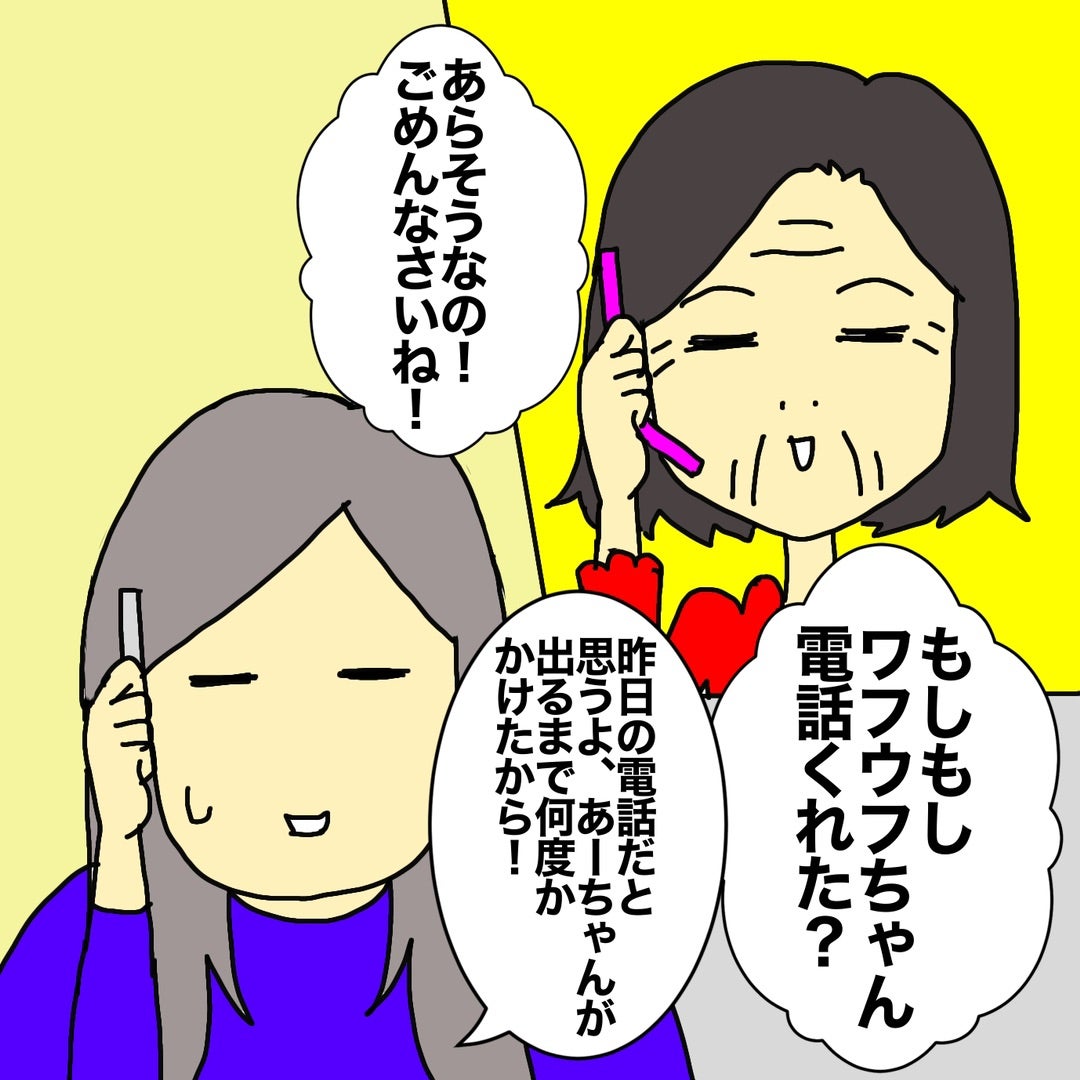 もしもし
ワフウフちゃん
電話くれた?
昨日の電話だと
思うよ、あーちゃんが
出るまで何度か
かけたから!
あらそうなの!
ごめんなさいね!